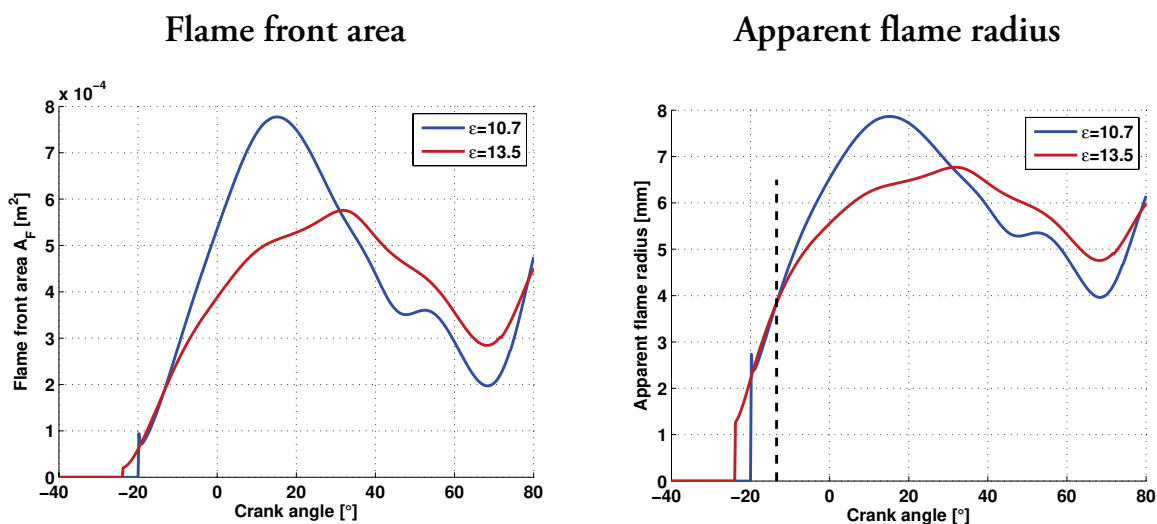 Flame front area
x 10⁻⁴
8
7
6
5
4
3
2
1
0
−40 −20 0 20 40 60 80
Flame front area A_F [m²]
Crank angle [°]
ε=10.7
ε=13.5
Apparent flame radius
8
7
6
5
4
3
2
1
0
−40 −20 0 20 40 60 80
Apparent flame radius [mm]
Crank angle [°]
ε=10.7
ε=13.5